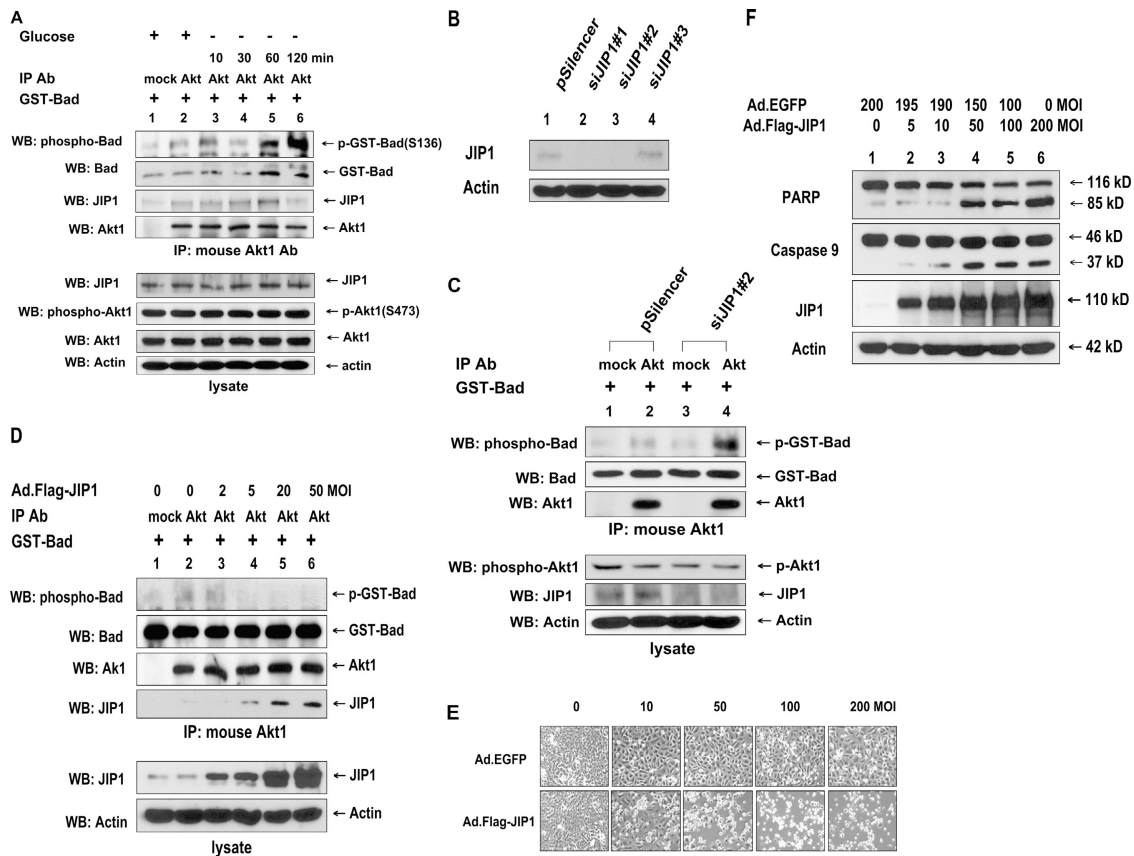 A
Glucose + + - - - -
10 30 60 120 min
IP Ab mock Akt Akt Akt Akt Akt
GST-Bad + + + + + +
1 2 3 4 5 6
WB: phospho-Bad ← p-GST-Bad(S136)
WB: Bad ← GST-Bad
WB: JIP1 ← JIP1
WB: Akt1 ← Akt1
IP: mouse Akt1 Ab
WB: JIP1 ← JIP1
WB: phospho-Akt1 ← p-Akt1(S473)
WB: Akt1 ← Akt1
WB: Actin ← actin
lysate
B
pSilencer siJIP1#1 siJIP1#2 siJIP1#3
1 2 3 4
JIP1
Actin
C
pSilencer siJIP1#2
IP Ab mock Akt mock Akt
GST-Bad + + + +
1 2 3 4
WB: phospho-Bad ← p-GST-Bad
WB: Bad ← GST-Bad
WB: Akt1 ← Akt1
IP: mouse Akt1
WB: phospho-Akt1 ← p-Akt1
WB: JIP1 ← JIP1
WB: Actin ← Actin
lysate
D
Ad.Flag-JIP1 0 0 2 5 20 50 MOI
IP Ab mock Akt Akt Akt Akt Akt
GST-Bad + + + + + +
1 2 3 4 5 6
WB: phospho-Bad ← p-GST-Bad
WB: Bad ← GST-Bad
WB: Ak1 ← Akt1
WB: JIP1 ← JIP1
IP: mouse Akt1
WB: JIP1 ← JIP1
WB: Actin ← Actin
lysate
E
0 10 50 100 200 MOI
Ad.EGFP
Ad.Flag-JIP1
F
Ad.EGFP 200 195 190 150 100 0 MOI
Ad.Flag-JIP1 0 5 10 50 100 200 MOI
1 2 3 4 5 6
PARP ← 116 kD
← 85 kD
Caspase 9 ← 46 kD
← 37 kD
JIP1 ← 110 kD
Actin ← 42 kD